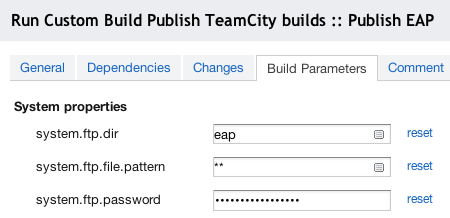 Run Custom Build Publish TeamCity builds :: Publish EAP
General Dependencies Changes Build Parameters Comment
System properties
system.ftp.dir eap reset
system.ftp.file.pattern ** reset
system.ftp.password ••••••••••••••••• reset